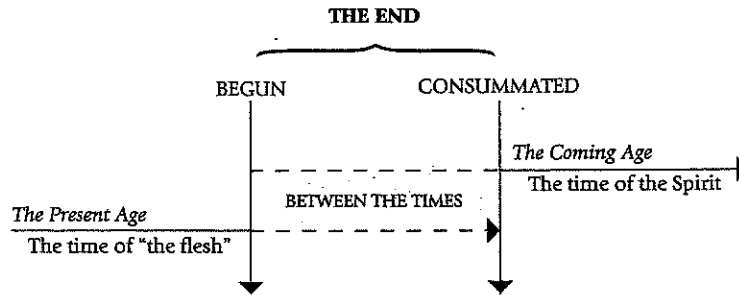 THE END
BEGUN
CONSUMMATED
The Coming Age
The time of the Spirit
BETWEEN THE TIMES
The Present Age
The time of "the flesh"